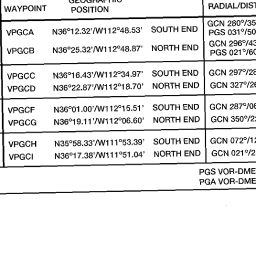 GEOGRAPHIC
WAYPOINT POSITION RADIAL/DIST
VPGCA N36°12.32'/W112°48.53' SOUTH END GCN 280°/35
PGS 031°/50
VPGCB N36°25.32'/W112°48.87' NORTH END GCN 296°/43
PGS 021°/60
VPGCC N36°16.43'/W112°34.97' SOUTH END GCN 297°/28
VPGCD N36°22.87'/W112°18.70' NORTH END GCN 327°/26
VPGCF N36°01.00'/W112°15.51' SOUTH END GCN 287°/06
VPGCG N36°19.11'/W112°06.60' NORTH END GCN 350°/2
VPGCH N35°58.33'/W111°53.39' SOUTH END GCN 072°/12
VPGCI N36°17.38'/W111°51.04' NORTH END GCN 021°/2
PGS VOR-DME
PGA VOR-DME